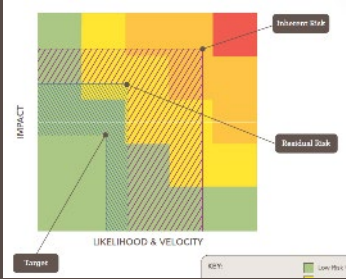 Inherent Risk
IMPACT
Residual Risk
LIKELIHOOD & VELOCITY
Target
KEY:
Low Risk